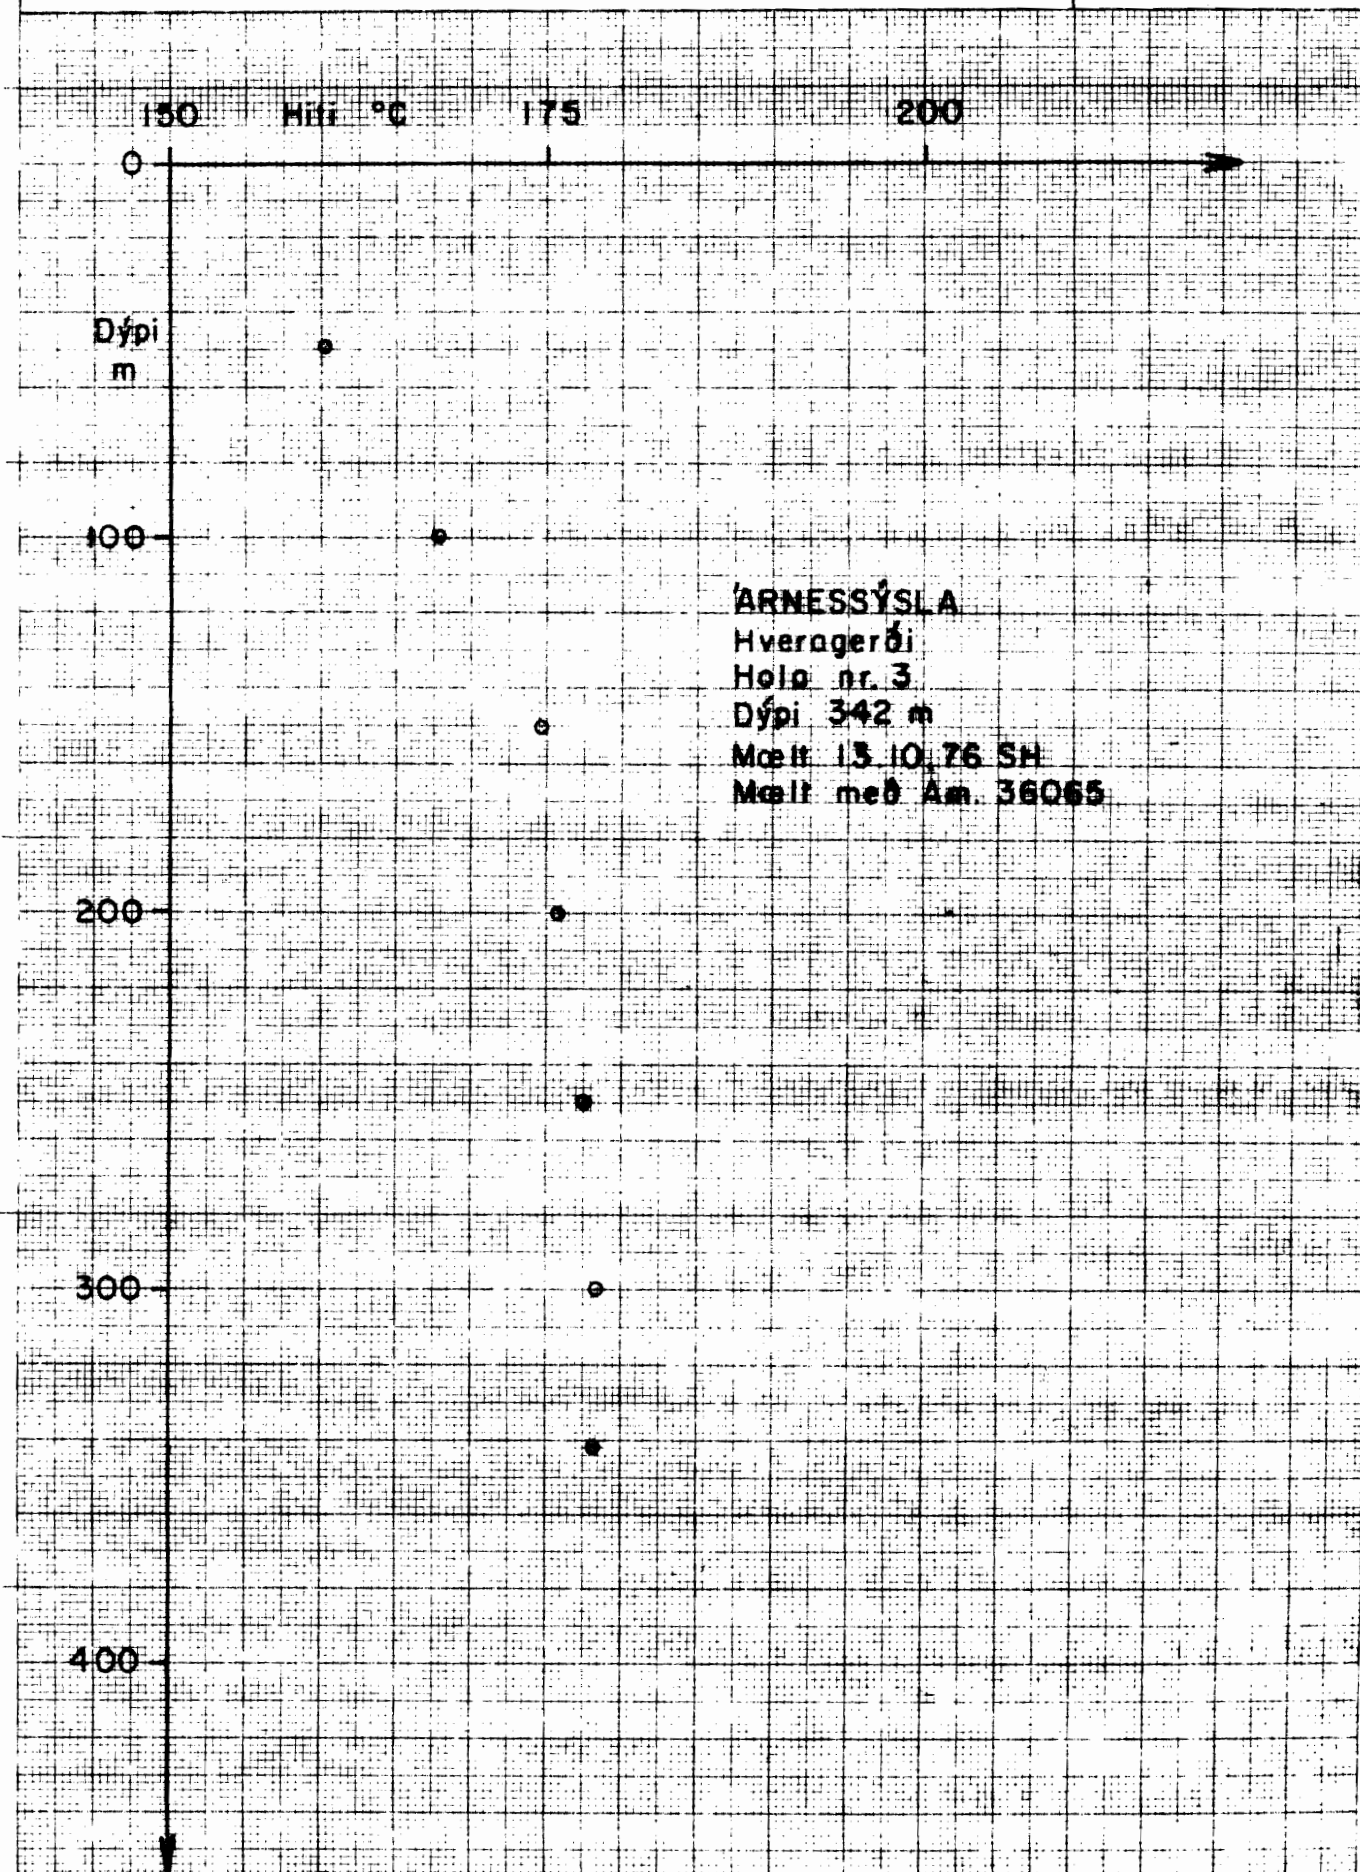 150 Hiti °C 175 200
0
Dýpi
m
100
ÁRNESSÝSLA
Hveragerði
Hola nr. 3
Dýpi 342 m
Mælt 13.10.76 SH
Mælt með Am. 36065
200
300
400